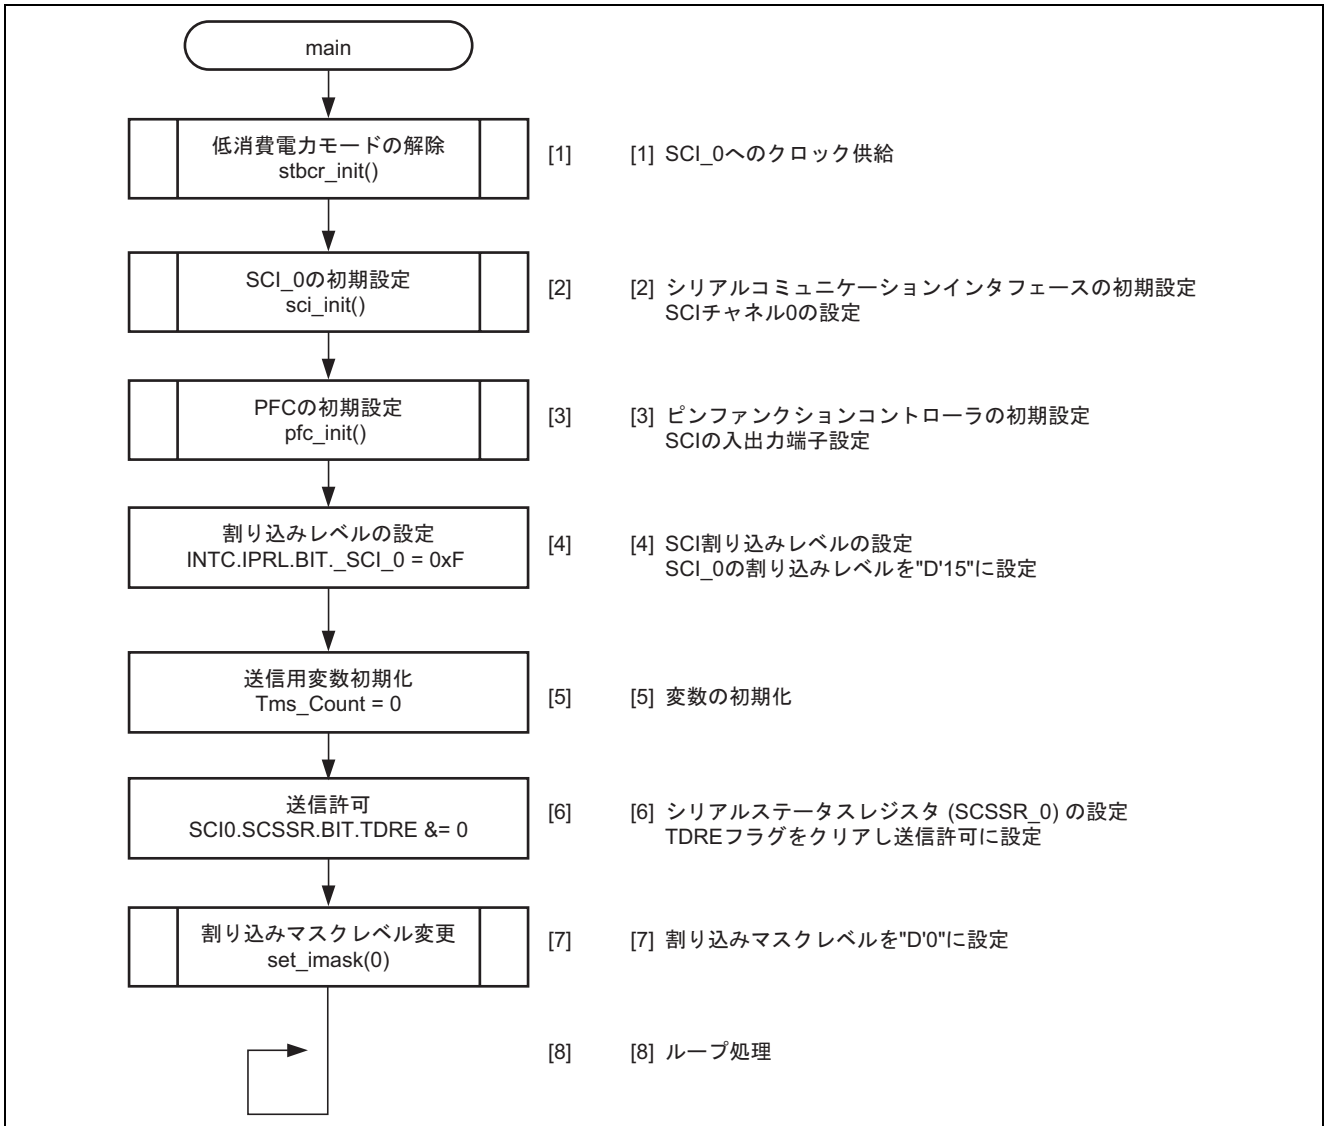 main
低消費電力モードの解除
stbcr_init()
[1]
[1] SCI_0へのクロック供給
SCI_0の初期設定
sci_init()
[2]
[2] シリアルコミュニケーションインタフェースの初期設定
SCIチャネル0の設定
PFCの初期設定
pfc_init()
[3]
[3] ピンファンクションコントローラの初期設定
SCIの入出力端子設定
割り込みレベルの設定
INTC.IPRL.BIT._SCI_0 = 0xF
[4]
[4] SCI割り込みレベルの設定
SCI_0の割り込みレベルを"D'15"に設定
送信用変数初期化
Tms_Count = 0
[5]
[5] 変数の初期化
送信許可
SCI0.SCSSR.BIT.TDRE &= 0
[6]
[6] シリアルステータスレジスタ (SCSSR_0) の設定
TDREフラグをクリアし送信許可に設定
割り込みマスクレベル変更
set_imask(0)
[7]
[7] 割り込みマスクレベルを"D'0"に設定
[8]
[8] ループ処理